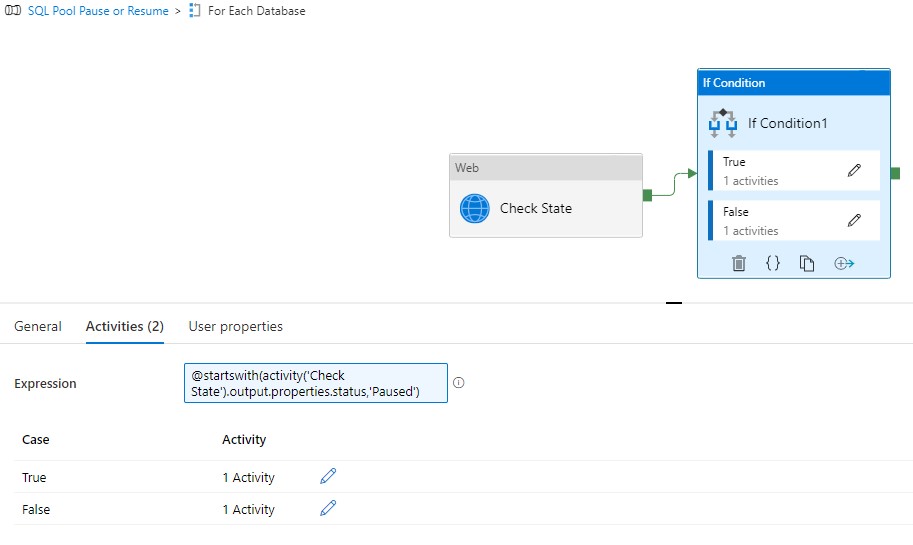 SQL Pool Pause or Resume > For Each Database
If Condition
If Condition1
True
1 activities
False
1 activities
Web
Check State
General Activities (2) User properties
Expression
@startswith(activity('Check
State').output.properties.status,'Paused')
Case Activity
True 1 Activity
False 1 Activity